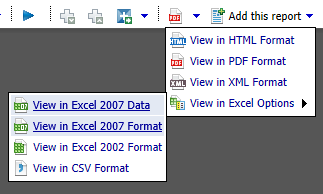 Add this report
View in HTML Format
View in PDF Format
View in XML Format
View in Excel Options
View in Excel 2007 Data
View in Excel 2007 Format
View in Excel 2002 Format
View in CSV Format